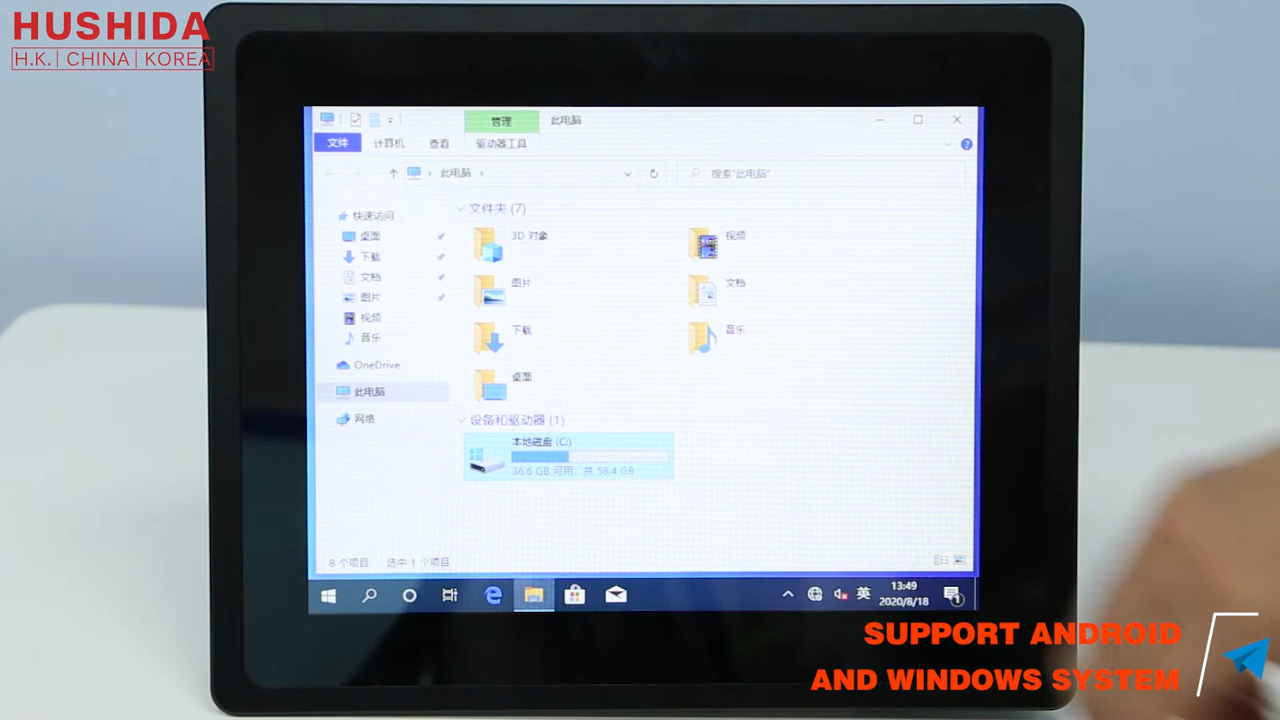 HUSHIDA
H.K. | CHINA | KOREA
管理 此电脑
文件 计算机 查看 驱动器工具
此电脑 搜索"此电脑"
快速访问
桌面
下载
文档
图片
视频
音乐
OneDrive
此电脑
网络
文件夹 (7)
3D 对象 视频
图片 文档
下载 音乐
桌面
设备和驱动器 (1)
本地磁盘 (C:)
36.6 GB 可用，共 58.4 GB
8 个项目 选中 1 个项目
英 13:49
2020/8/18
1
SUPPORT ANDROID
AND WINDOWS SYSTEM